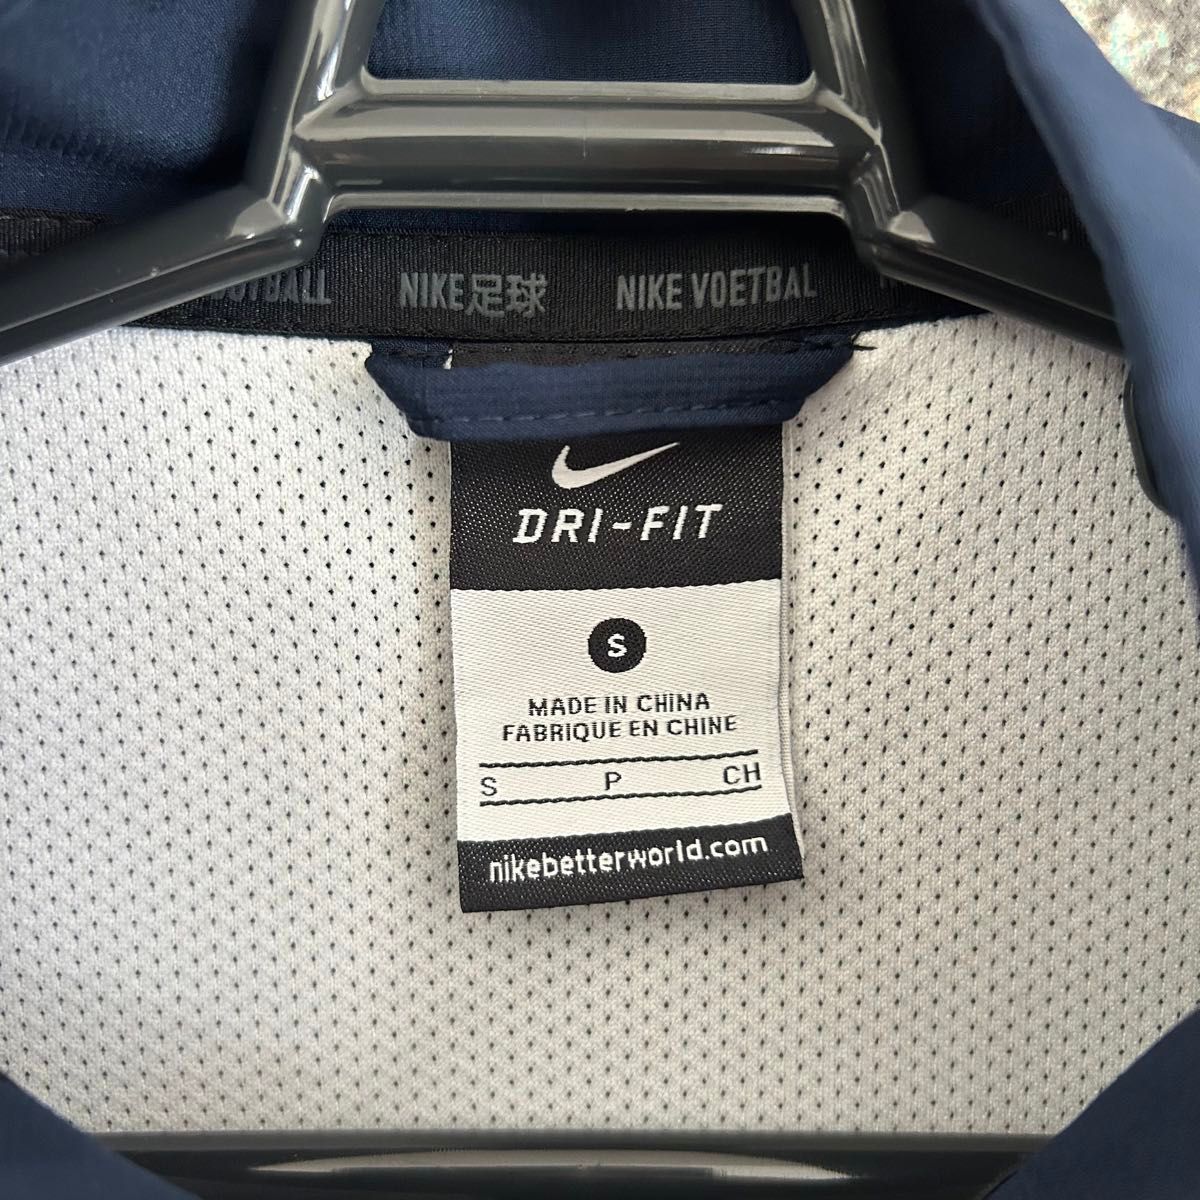 NIKE足球 NIKE VOETBAL
DRI-FIT
S
MADE IN CHINA
FABRIQUE EN CHINE
S P CH
nikebetterworld.com